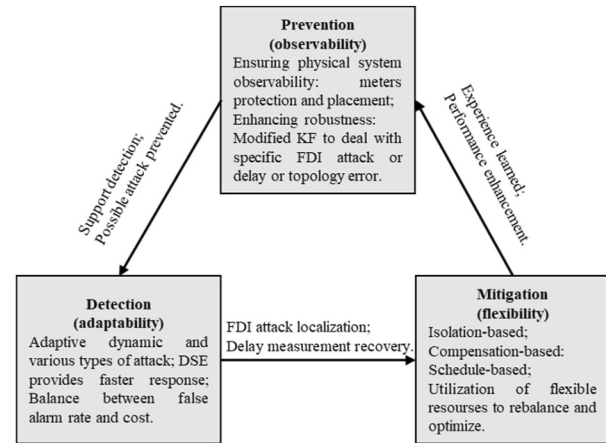 Prevention
(observability)
Ensuring physical system
observability: meters
protection and placement;
Enhancing robustness:
Modified KF to deal with
specific FDI attack or
delay or topology error.
Support detection;
Possible attack prevented.
Experience learned;
Performance enhancement.
Detection
(adaptability)
Adaptive dynamic and
various types of attack; DSE
provides faster response;
Balance between false
alarm rate and cost.
FDI attack localization;
Delay measurement recovery.
Mitigation
(flexibility)
Isolation-based;
Compensation-based:
Schedule-based;
Utilization of flexible
resourses to rebalance and
optimize.